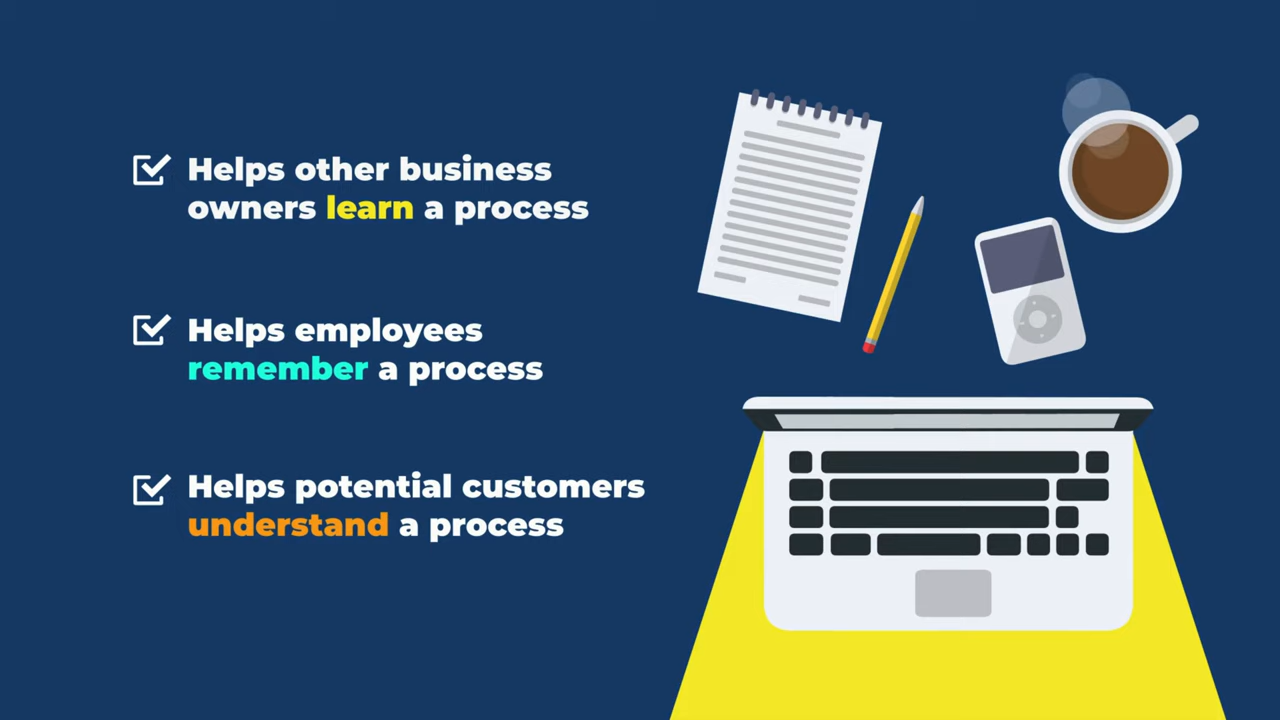 Helps other business
owners learn a process
Helps employees
remember a process
Helps potential customers
understand a process